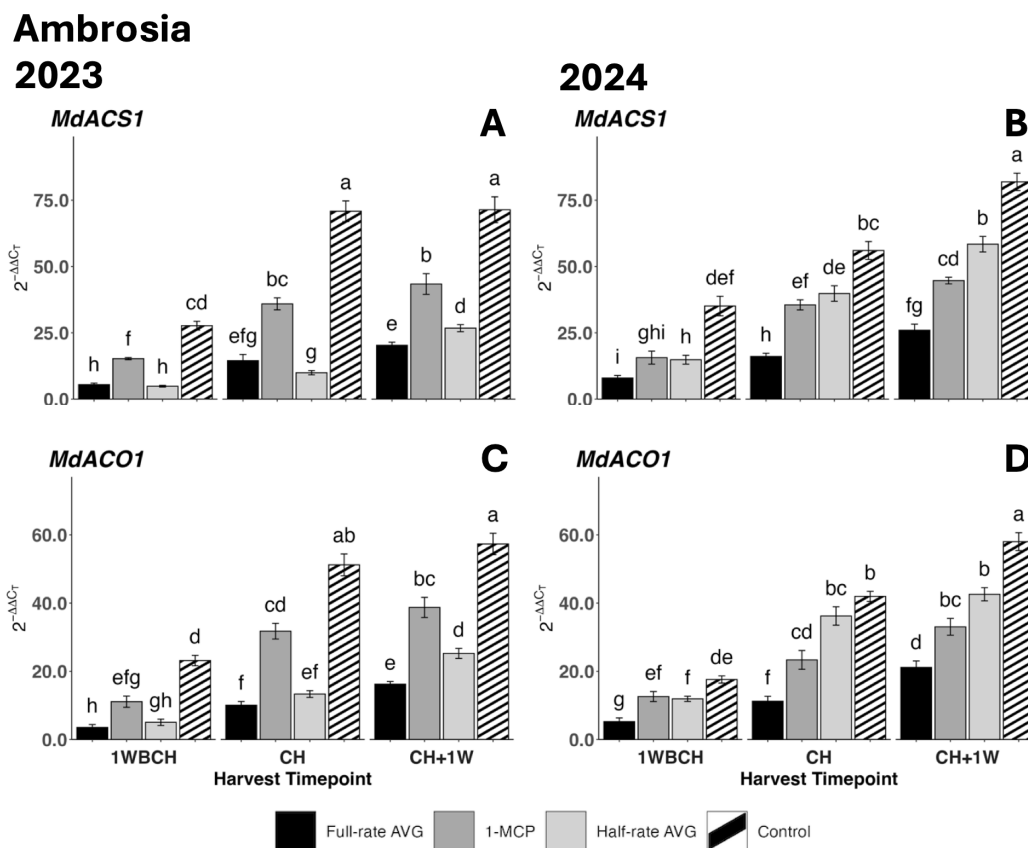 Ambrosia
2023
2024
MdACS1
A
2^-ΔΔC_T
75.0
50.0
25.0
0.0
h
f
h
cd
efg
bc
g
a
e
b
d
a
MdACS1
B
2^-ΔΔC_T
75.0
50.0
25.0
0.0
i
ghi
h
def
h
ef
de
bc
fg
cd
b
a
MdACO1
C
2^-ΔΔC_T
60.0
40.0
20.0
0.0
h
efg
gh
d
f
cd
ef
ab
e
bc
d
a
1WBCH
CH
CH+1W
Harvest Timepoint
MdACO1
D
2^-ΔΔC_T
60.0
40.0
20.0
0.0
g
ef
f
de
f
cd
bc
b
d
bc
b
a
1WBCH
CH
CH+1W
Harvest Timepoint
Full-rate AVG
1-MCP
Half-rate AVG
Control